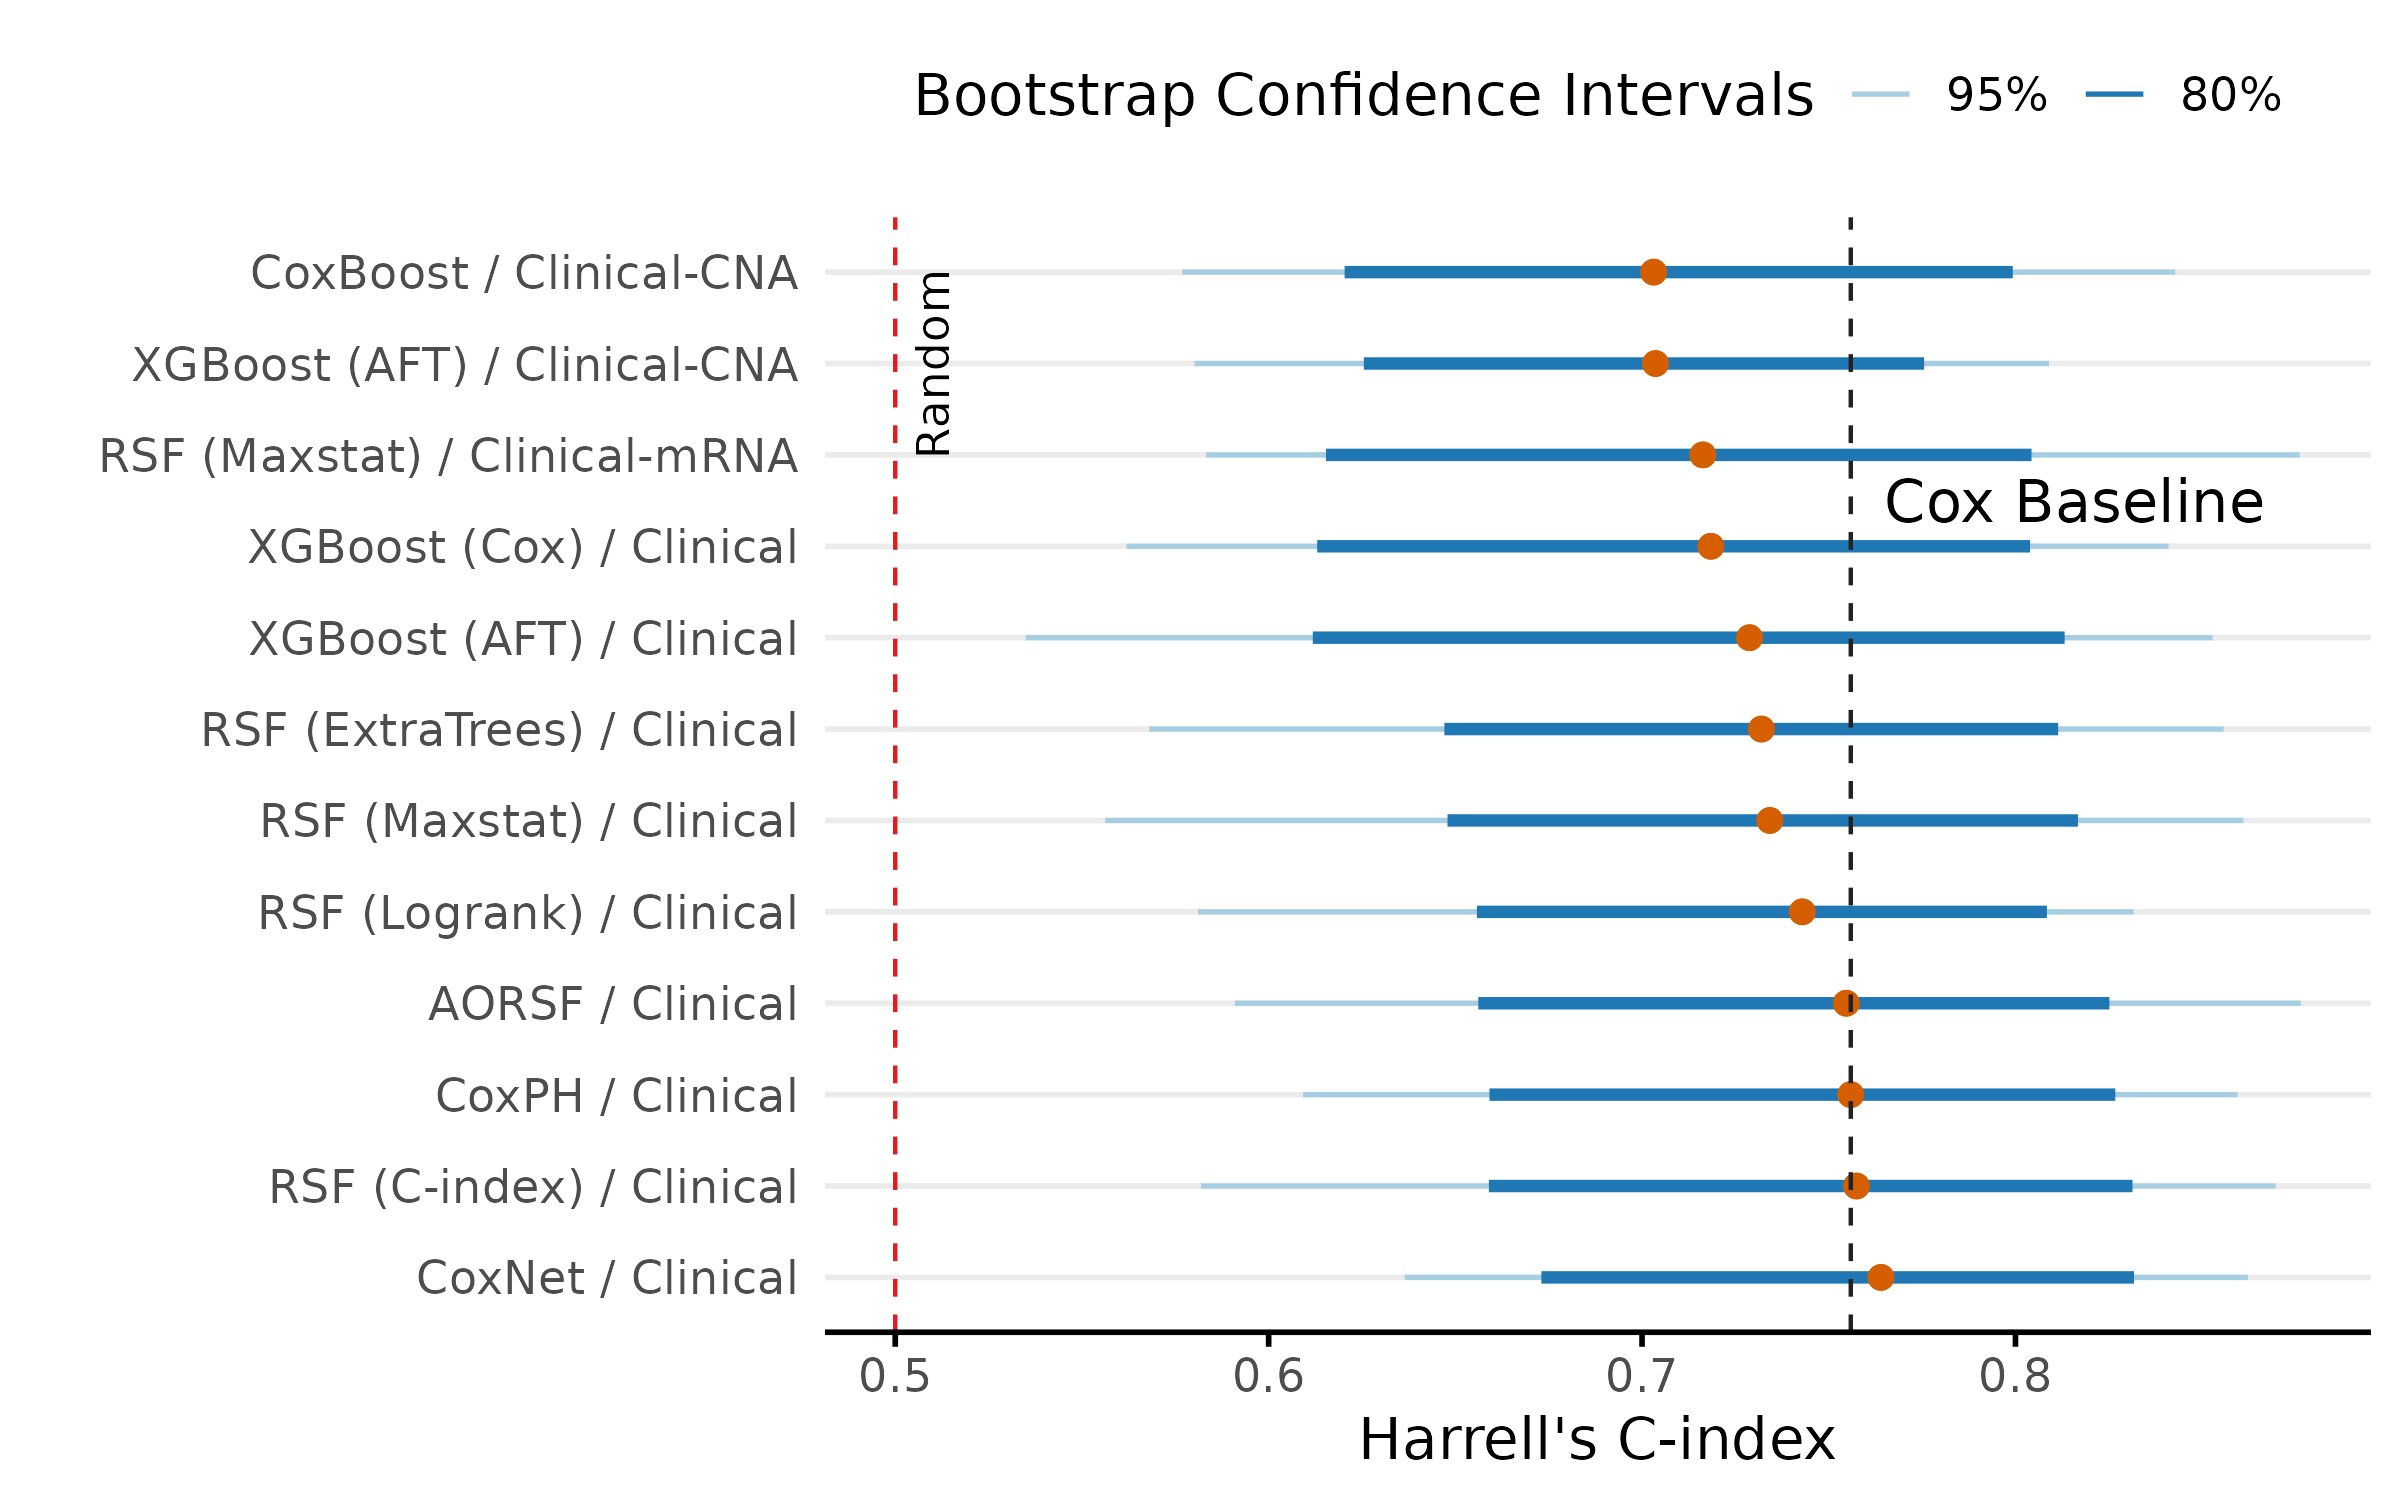 Bootstrap Confidence Intervals 95% 80%
CoxBoost / Clinical-CNA
XGBoost (AFT) / Clinical-CNA
RSF (Maxstat) / Clinical-mRNA
XGBoost (Cox) / Clinical
XGBoost (AFT) / Clinical
RSF (ExtraTrees) / Clinical
RSF (Maxstat) / Clinical
RSF (Logrank) / Clinical
AORSF / Clinical
CoxPH / Clinical
RSF (C-index) / Clinical
CoxNet / Clinical
Random
Cox Baseline
0.5 0.6 0.7 0.8
Harrell's C-index